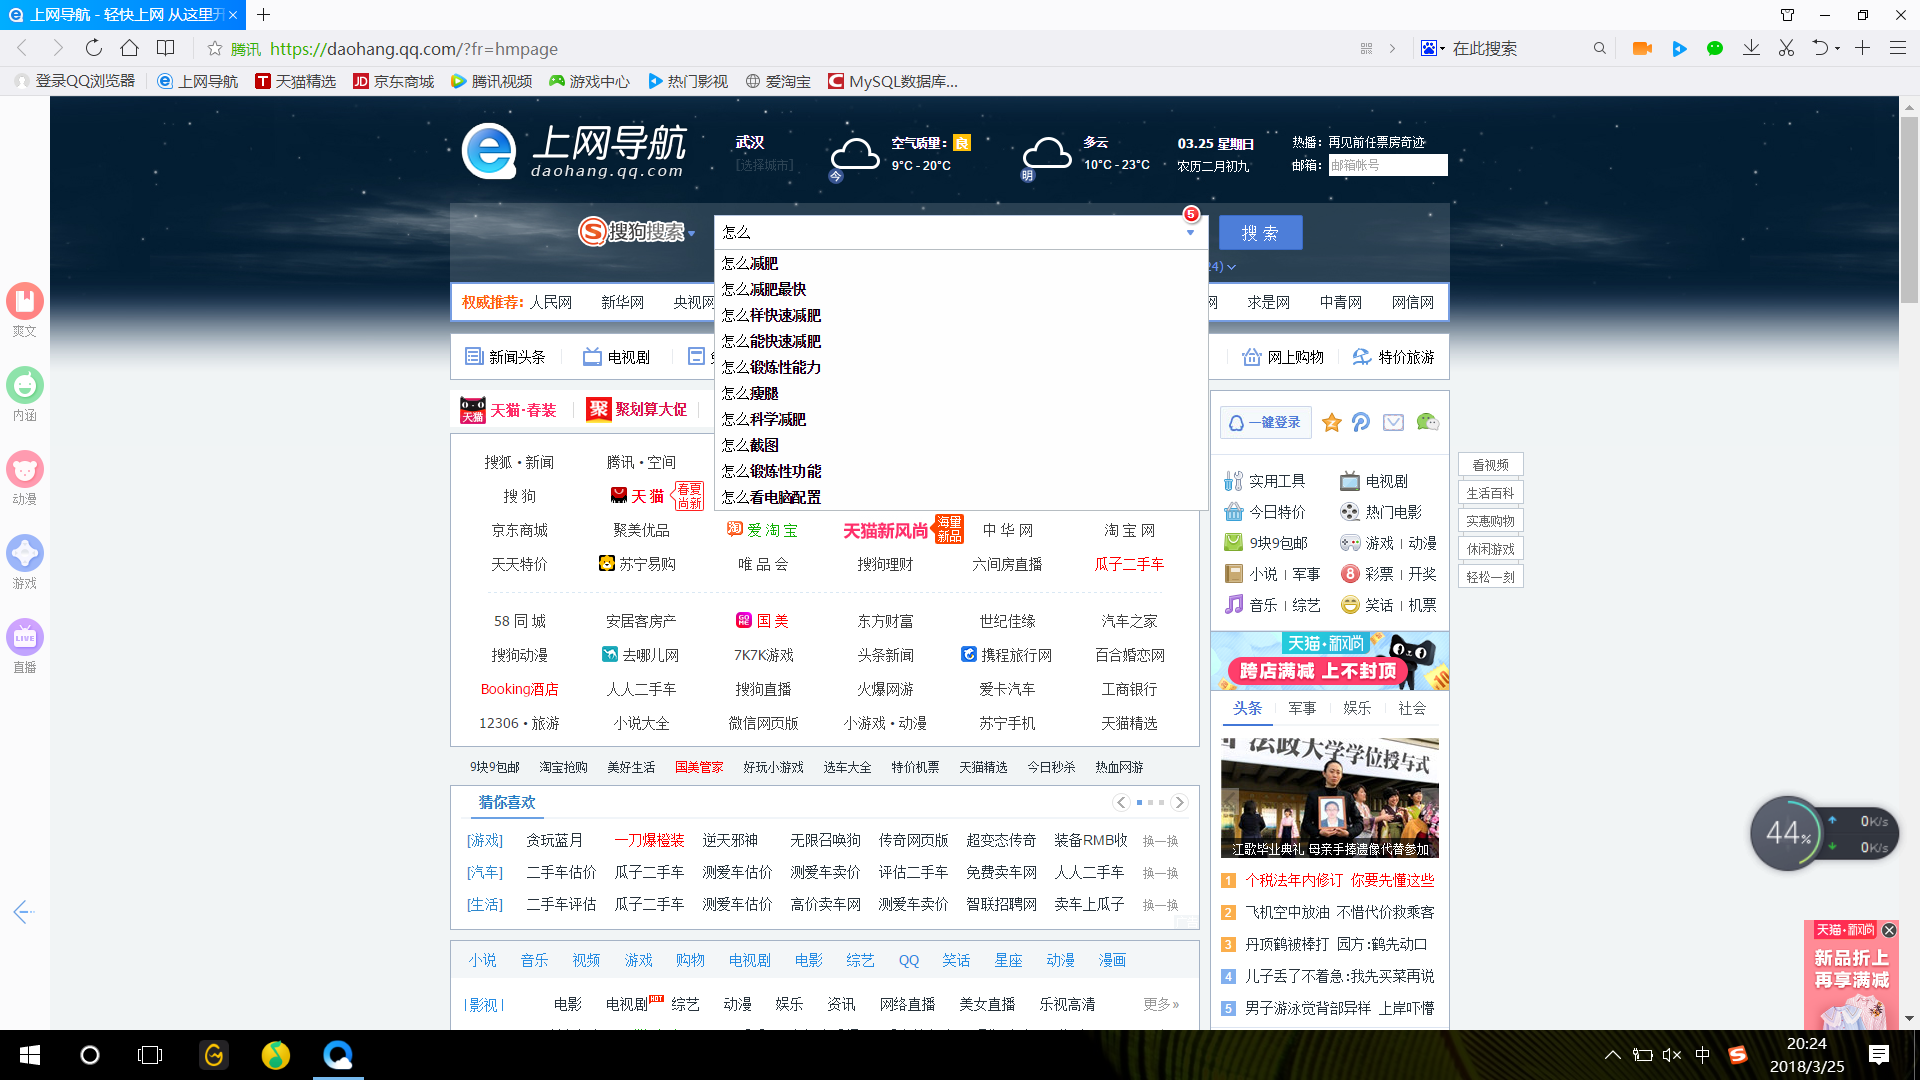 上网导航 - 轻快上网 从这里开
腾讯 https://daohang.qq.com/?fr=hmpage
在此搜索
登录QQ浏览器 上网导航 天猫精选 京东商城 腾讯视频 游戏中心 热门影视 爱淘宝 MySQL数据库...
上网导航
daohang.qq.com
武汉
[选择城市]
今
空气质量：良
9°C - 20°C
明
多云
10°C - 23°C
03.25 星期日
农历二月初九
热播：再见前任票房奇迹
邮箱：邮箱帐号
搜狗搜索
怎么
5
搜 索
24)
怎么减肥
怎么减肥最快
怎么样快速减肥
怎么能快速减肥
怎么锻炼性能力
怎么瘦腿
怎么科学减肥
怎么截图
怎么锻炼性功能
怎么看电脑配置
权威推荐：人民网 新华网 央视网 网 求是网 中青网 网信网
新闻头条 电视剧 网上购物 特价旅游
天猫·春装 聚划算大促
搜狐 • 新闻 腾讯 • 空间
搜 狗 天 猫 春夏尚新
京东商城 聚美优品 爱 淘 宝 天猫新风尚 海里新品 中 华 网 淘 宝 网
天天特价 苏宁易购 唯 品 会 搜狗理财 六间房直播 瓜子二手车
58 同 城 安居客房产 国 美 东方财富 世纪佳缘 汽车之家
搜狗动漫 去哪儿网 7K7K游戏 头条新闻 携程旅行网 百合婚恋网
Booking酒店 人人二手车 搜狗直播 火爆网游 爱卡汽车 工商银行
12306 • 旅游 小说大全 微信网页版 小游戏 • 动漫 苏宁手机 天猫精选
9块9包邮 淘宝抢购 美好生活 国美管家 好玩小游戏 选车大全 特价机票 天猫精选 今日秒杀 热血网游
猜你喜欢
[游戏] 贪玩蓝月 一刀爆橙装 逆天邪神 无限召唤狗 传奇网页版 超变态传奇 装备RMB收 换一换
[汽车] 二手车估价 瓜子二手车 测爱车估价 测爱车卖价 评估二手车 免费卖车网 人人二手车 换一换
[生活] 二手车评估 瓜子二手车 测爱车估价 高价卖车网 测爱车卖价 智联招聘网 卖车上瓜子 换一换
小说 音乐 视频 游戏 购物 电视剧 电影 综艺 QQ 笑话 星座 动漫 漫画
|影视| 电影 电视剧HOT 综艺 动漫 娱乐 资讯 网络直播 美女直播 乐视高清 更多»
一键登录
实用工具 电视剧
今日特价 热门电影
9块9包邮 游戏 | 动漫
小说 | 军事 彩票 | 开奖
音乐 | 综艺 笑话 | 机票
天猫·新风尚
跨店满减 上不封顶
头条 军事 娱乐 社会
法政大学学位授与式
江歌毕业典礼 母亲手捧遗像代替参加
1 个税法年内修订 你要先懂这些
2 飞机空中放油 不惜代价救乘客
3 丹顶鹤被棒打 园方:鹤先动口
4 儿子丢了不着急:我先买菜再说
5 男子游泳觉背部异样 上岸吓懵
看视频
生活百科
实惠购物
休闲游戏
轻松一刻
爽文
内涵
动漫
游戏
LIVE
直播
44%
0K/s
0K/s
天猫·新风尚
新品折上
再享满减
中
20:24
2018/3/25